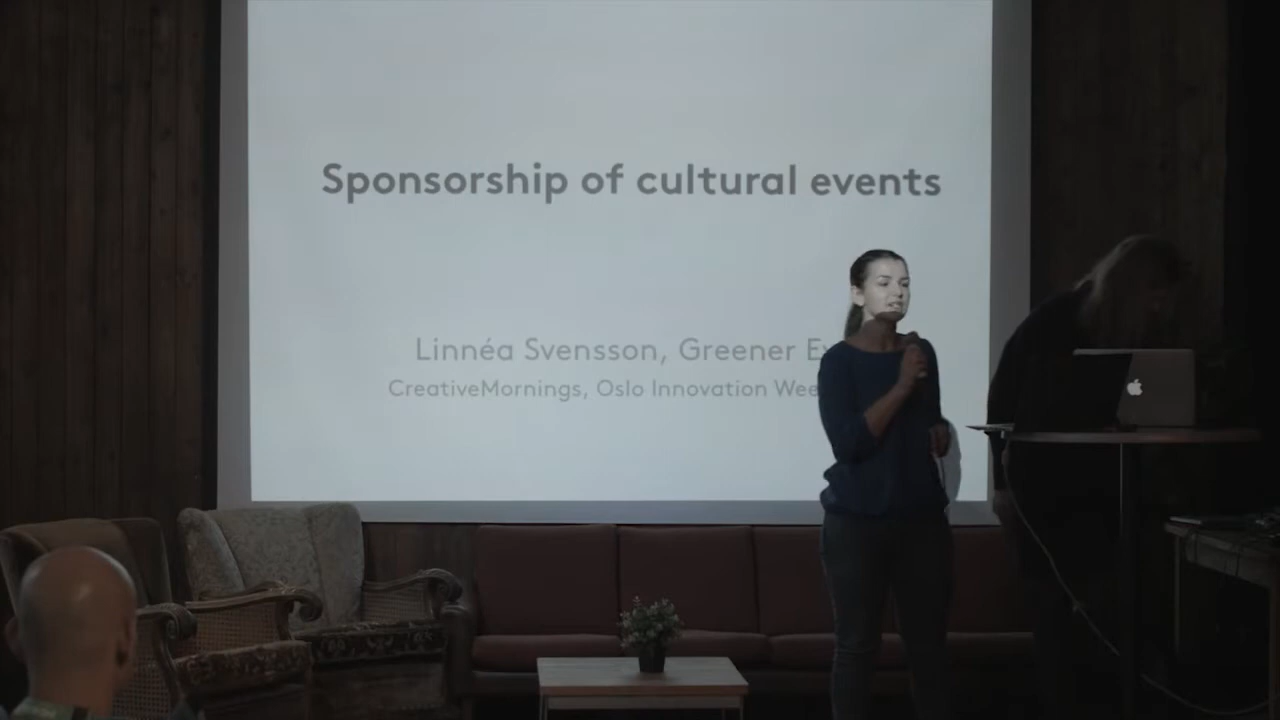 Sponsorship of cultural events
Linnéa Svensson, Greener
CreativeMornings, Oslo Innovation